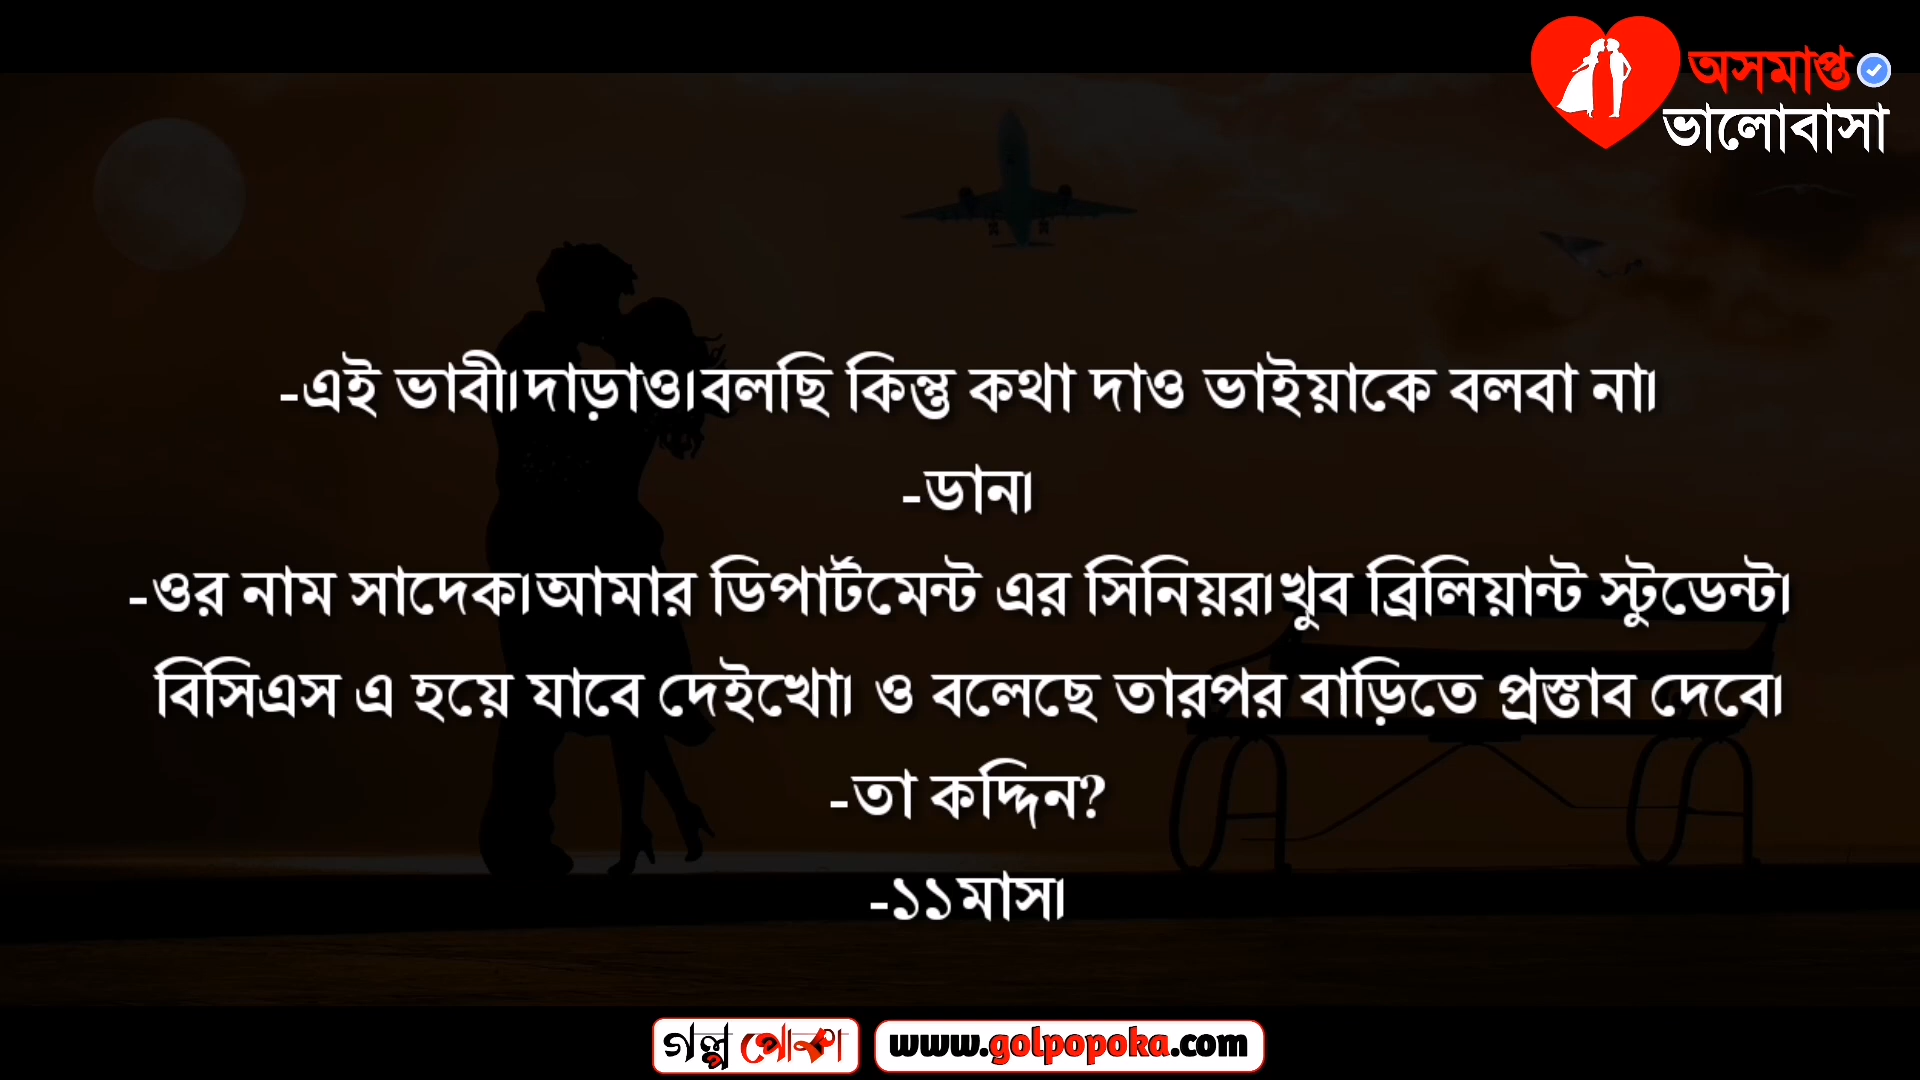 অসমাপ্ত
ভালোবাসা
-এই ভাবী।দাড়াও।বলছি কিন্তু কথা দাও ভাইয়াকে বলবা না।
-ডান।
-ওর নাম সাদেক।আমার ডিপার্টমেন্ট এর সিনিয়র।খুব ব্রিলিয়ান্ট স্টুডেন্ট।
বিসিএস এ হয়ে যাবে দেইখো। ও বলেছে তারপর বাড়িতে প্রস্তাব দেবে।
-তা কদ্দিন?
-১১মাস।
গল্প পোকা
www.golpopoka.com